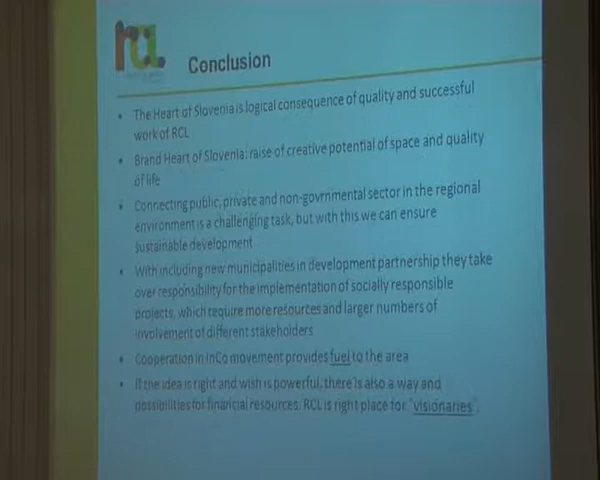 rcl
Conclusion
• The Heart of Slovenia is logical consequence of quality and successful
work of RCL
• Brand Heart of Slovenia: raise of creative potential of space and quality
of life
• Connecting public, private and non-govrnmental sector in the regional
environment is a challenging task, but with this we can ensure
sustainable development
• With including new municipalities in development partnership they take
over responsibility for the implementation of socially responsible
projects, which require more resources and larger numbers of
involvement of different stakeholders
• Cooperation in InCo movement provides fuel to the area
• If the idea is right and wish is powerful, there is also a way and
possibilities for financial resources. RCL is right place for "visionaries".